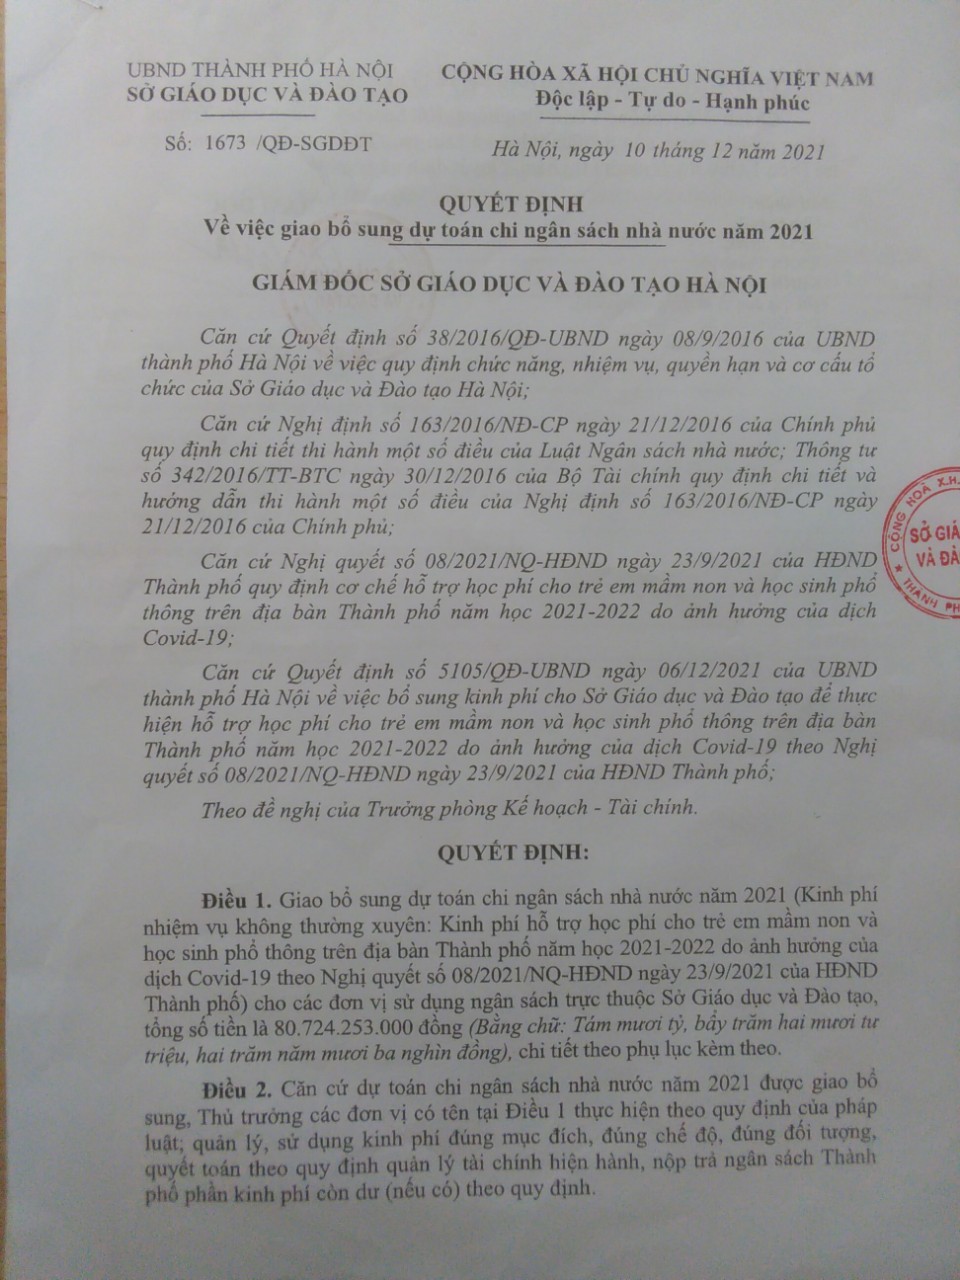 UBND THÀNH PHỐ HÀ NỘI
SỞ GIÁO DỤC VÀ ĐÀO TẠO
CỘNG HÒA XÃ HỘI CHỦ NGHĨA VIỆT NAM
Độc lập - Tự do - Hạnh phúc
Số: 1673 /QĐ-SGDĐT
Hà Nội, ngày 10 tháng 12 năm 2021
QUYẾT ĐỊNH
Về việc giao bổ sung dự toán chi ngân sách nhà nước năm 2021
GIÁM ĐỐC SỞ GIÁO DỤC VÀ ĐÀO TẠO HÀ NỘI
Căn cứ Quyết định số 38/2016/QĐ-UBND ngày 08/9/2016 của UBND
thành phố Hà Nội về việc quy định chức năng, nhiệm vụ, quyền hạn và cơ cấu tổ
chức của Sở Giáo dục và Đào tạo Hà Nội;
Căn cứ Nghị định số 163/2016/NĐ-CP ngày 21/12/2016 của Chính phủ
quy định chi tiết thi hành một số điều của Luật Ngân sách nhà nước; Thông tư
số 342/2016/TT-BTC ngày 30/12/2016 của Bộ Tài chính quy định chi tiết và
hướng dẫn thi hành một số điều của Nghị định số 163/2016/NĐ-CP ngày
21/12/2016 của Chính phủ;
Căn cứ Nghị quyết số 08/2021/NQ-HĐND ngày 23/9/2021 của HĐND
Thành phố quy định cơ chế hỗ trợ học phí cho trẻ em mầm non và học sinh phổ
thông trên địa bàn Thành phố năm học 2021-2022 do ảnh hưởng của dịch
Covid-19;
Căn cứ Quyết định số 5105/QĐ-UBND ngày 06/12/2021 của UBND
thành phố Hà Nội về việc bổ sung kinh phí cho Sở Giáo dục và Đào tạo để thực
hiện hỗ trợ học phí cho trẻ em mầm non và học sinh phổ thông trên địa bàn
Thành phố năm học 2021-2022 do ảnh hưởng của dịch Covid-19 theo Nghị
quyết số 08/2021/NQ-HĐND ngày 23/9/2021 của HĐND Thành phố;
Theo đề nghị của Trưởng phòng Kế hoạch - Tài chính.
QUYẾT ĐỊNH:
Điều 1. Giao bổ sung dự toán chi ngân sách nhà nước năm 2021 (Kinh phí
nhiệm vụ không thường xuyên: Kinh phí hỗ trợ học phí cho trẻ em mầm non và
học sinh phổ thông trên địa bàn Thành phố năm học 2021-2022 do ảnh hưởng của
dịch Covid-19 theo Nghị quyết số 08/2021/NQ-HĐND ngày 23/9/2021 của HĐND
Thành phố) cho các đơn vị sử dụng ngân sách trực thuộc Sở Giáo dục và Đào tạo,
tổng số tiền là 80.724.253.000 đồng (Bằng chữ: Tám mươi tỷ, bẩy trăm hai mươi tư
triệu, hai trăm năm mươi ba nghìn đồng), chi tiết theo phụ lục kèm theo.
Điều 2. Căn cứ dự toán chi ngân sách nhà nước năm 2021 được giao bổ
sung, Thủ trưởng các đơn vị có tên tại Điều 1 thực hiện theo quy định của pháp
luật; quản lý, sử dụng kinh phí đúng mục đích, đúng chế độ, đúng đối tượng,
quyết toán theo quy định quản lý tài chính hiện hành, nộp trả ngân sách Thành
phố phần kinh phí còn dư (nếu có) theo quy định.
CỘNG HOÀ X.H.
SỞ GIÁ
VÀ ĐÀ
THÀNH PH